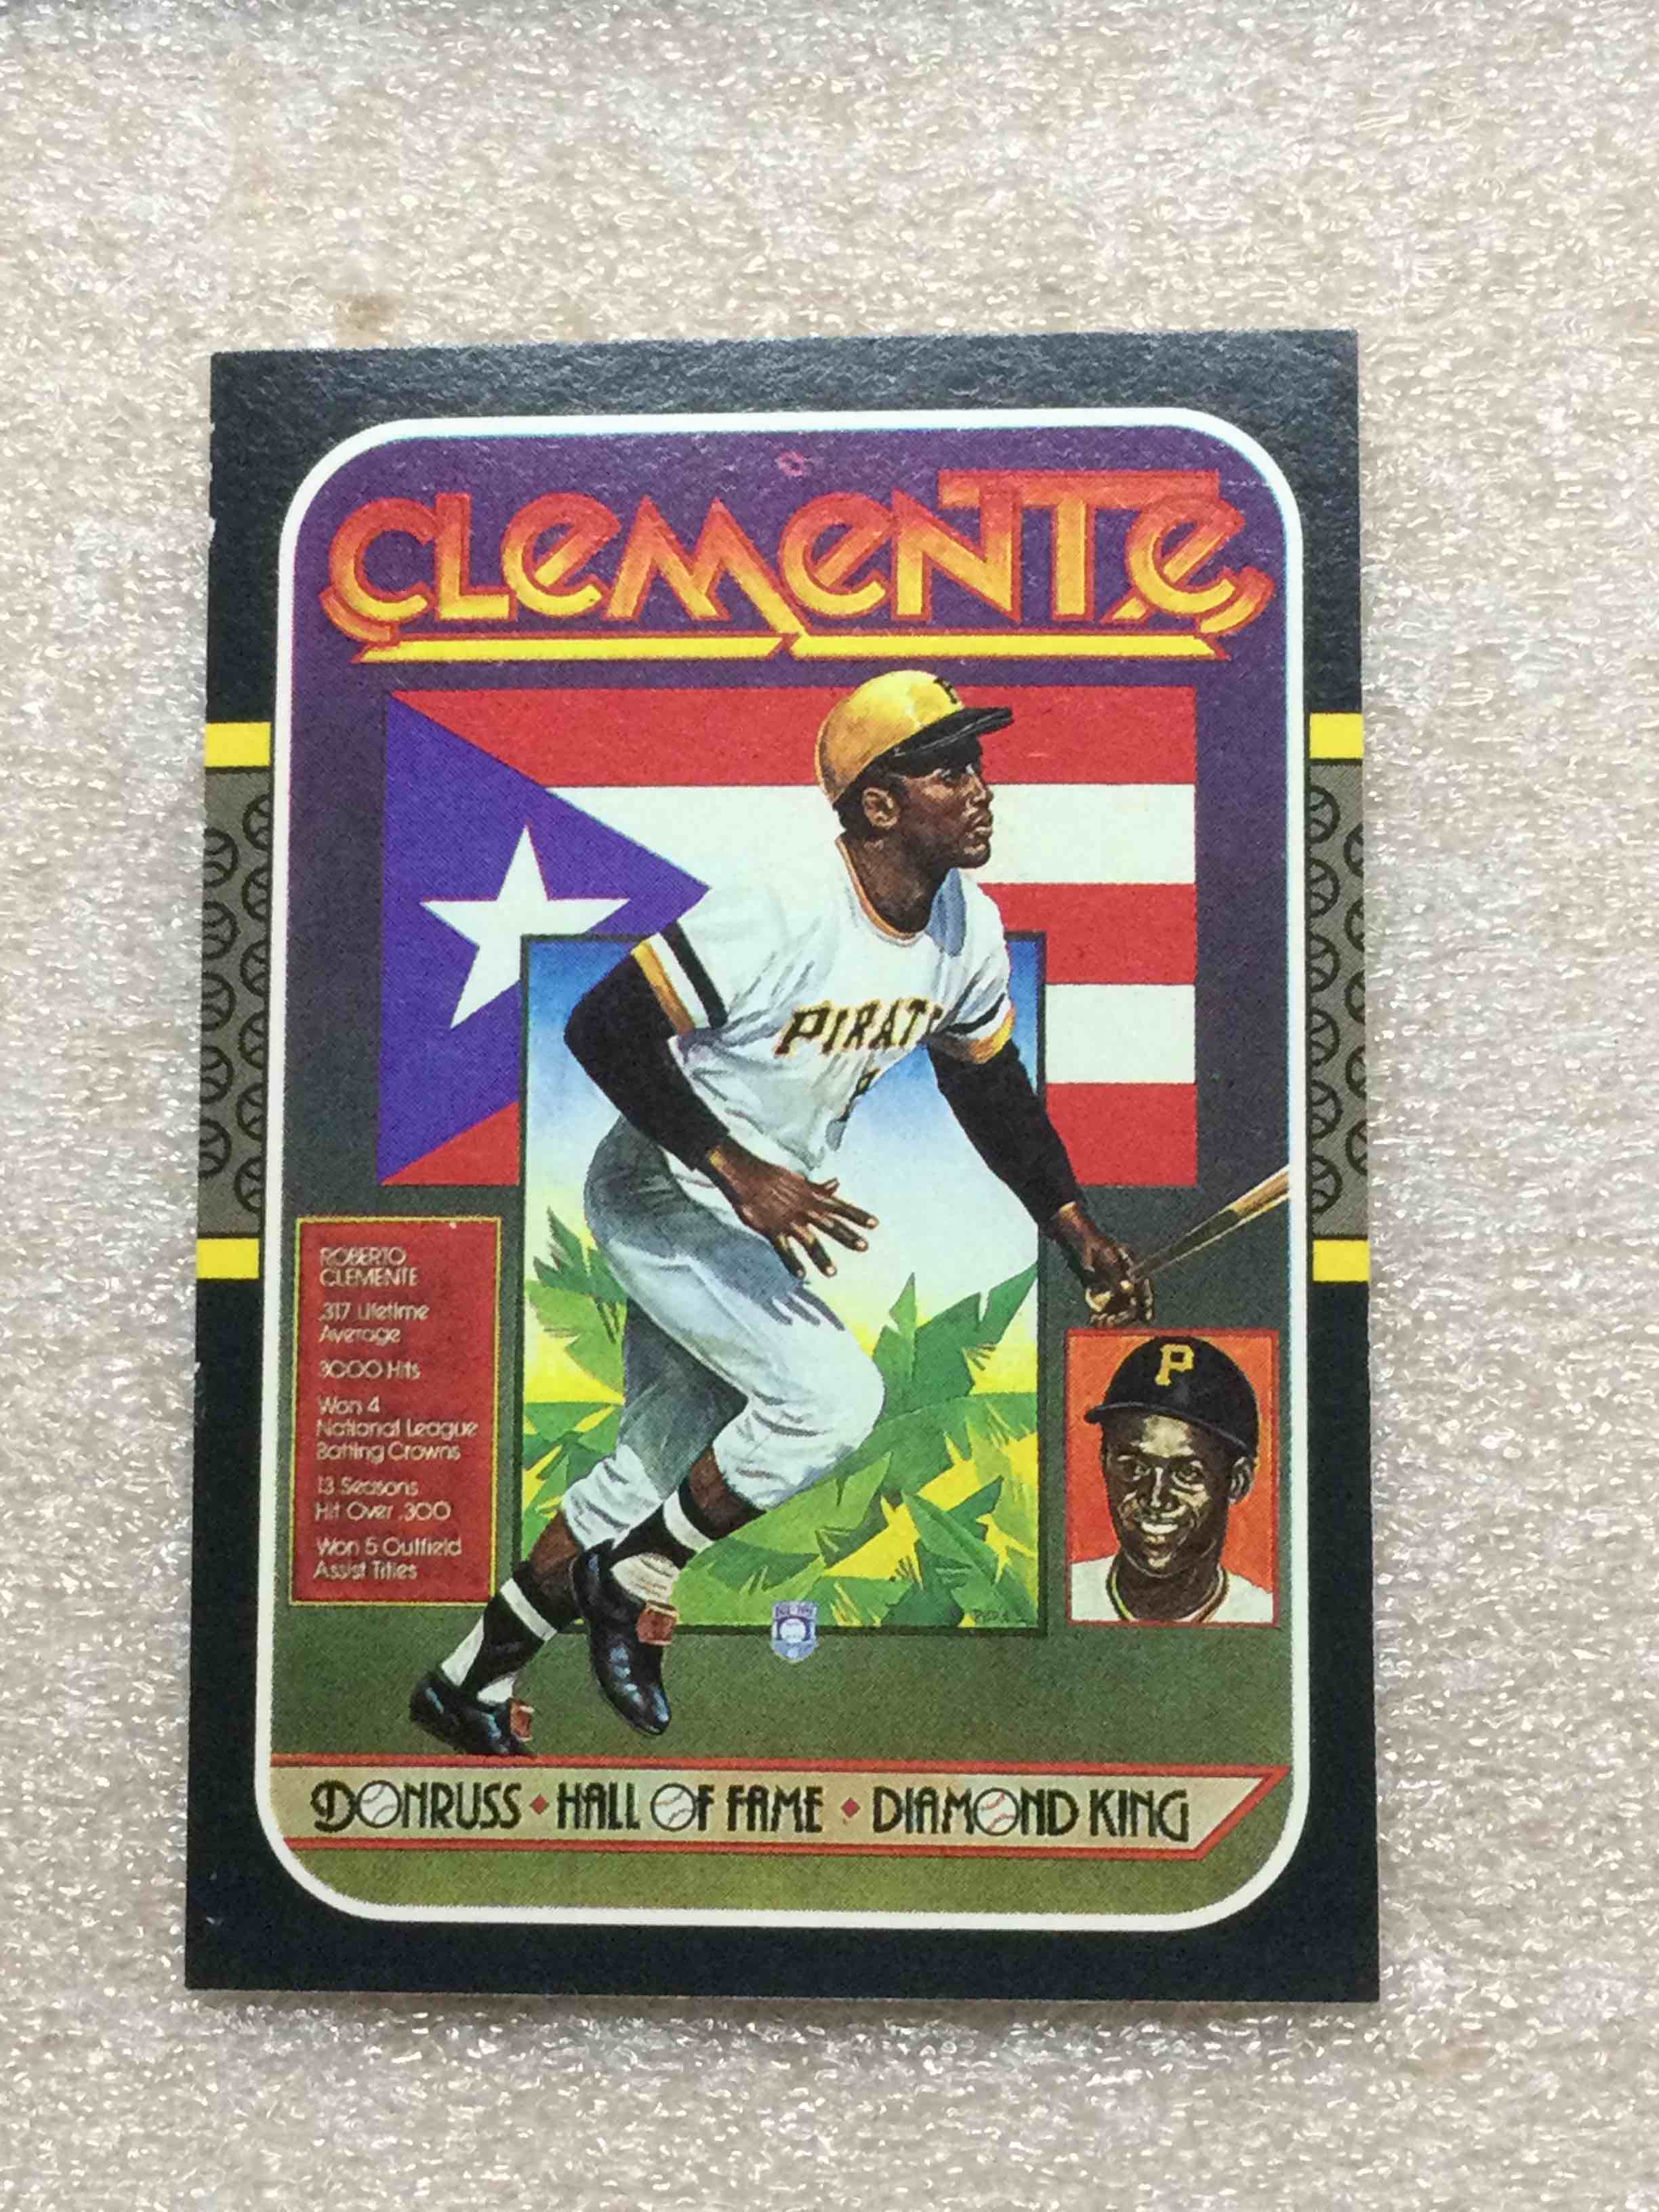 CLEMENTE
P
PIRAT
ROBERTO
CLEMENTE
.317 Lifetime
Average
3000 Hits
Won 4
National League
Batting Crowns
13 Seasons
Hit Over .300
Won 5 Outfield
Assist Titles
P
DONRUSS • HALL OF FAME • DIAMOND KING